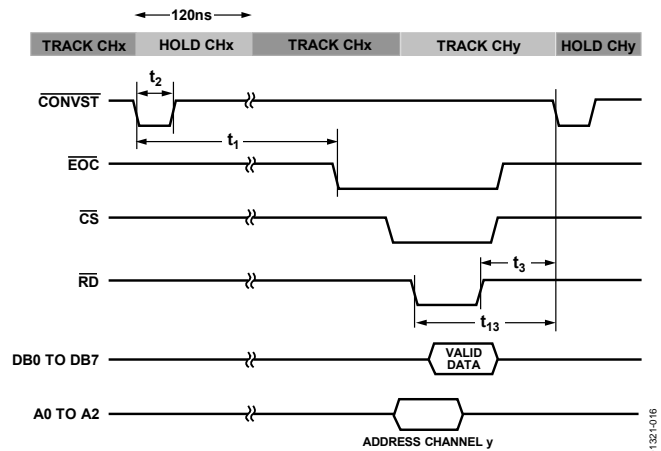 120ns
TRACK CHx HOLD CHx TRACK CHx TRACK CHy HOLD CHy
t2
CONVST
t1
EOC
CS
t3
RD
t13
DB0 TO DB7
VALID
DATA
A0 TO A2
ADDRESS CHANNEL y
1321-016